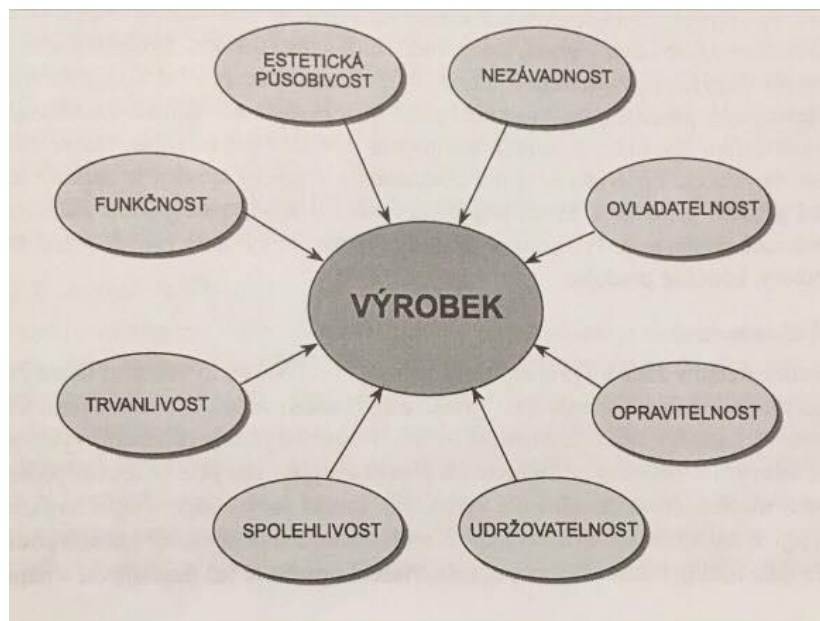 ESTETICKÁ
PŮSOBIVOST
NEZÁVADNOST
FUNKČNOST
OVLADATELNOST
VÝROBEK
TRVANLIVOST
OPRAVITELNOST
SPOLEHLIVOST
UDRŽOVATELNOST